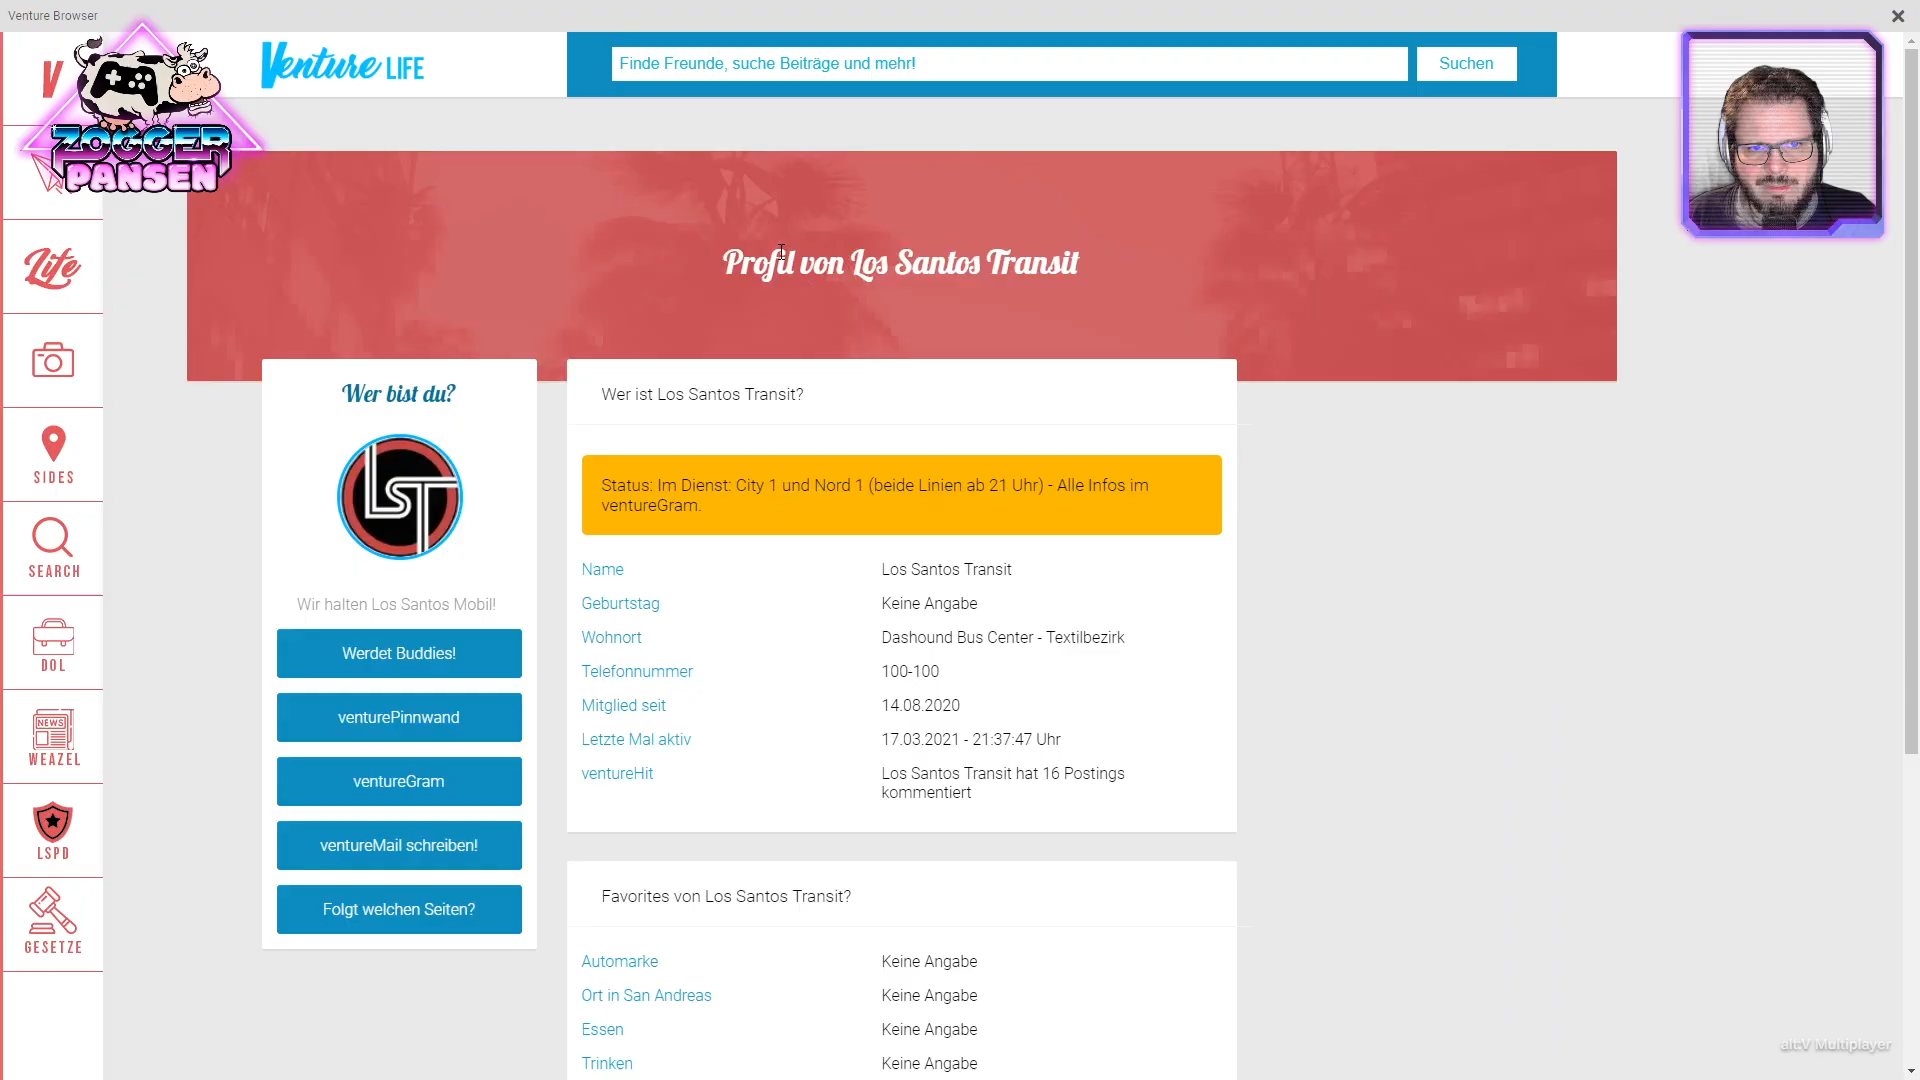 Venture Browser
V
Venture LIFE
Finde Freunde, suche Beiträge und mehr!
Suchen
ZOGGER
PANSEN
Profil von Los Santos Transit
Life
SIDES
SEARCH
DOL
NEWS
WEAZEL
LSPD
GESETZE
Wer bist du?
LST
Wir halten Los Santos Mobil!
Werdet Buddies!
venturePinnwand
ventureGram
ventureMail schreiben!
Folgt welchen Seiten?
Wer ist Los Santos Transit?
Status: Im Dienst: City 1 und Nord 1 (beide Linien ab 21 Uhr) - Alle Infos im
ventureGram.
Name Los Santos Transit
Geburtstag Keine Angabe
Wohnort Dashound Bus Center - Textilbezirk
Telefonnummer 100-100
Mitglied seit 14.08.2020
Letzte Mal aktiv 17.03.2021 - 21:37:47 Uhr
ventureHit Los Santos Transit hat 16 Postings
kommentiert
Favorites von Los Santos Transit?
Automarke Keine Angabe
Ort in San Andreas Keine Angabe
Essen Keine Angabe
Trinken Keine Angabe
alt:V Multiplayer